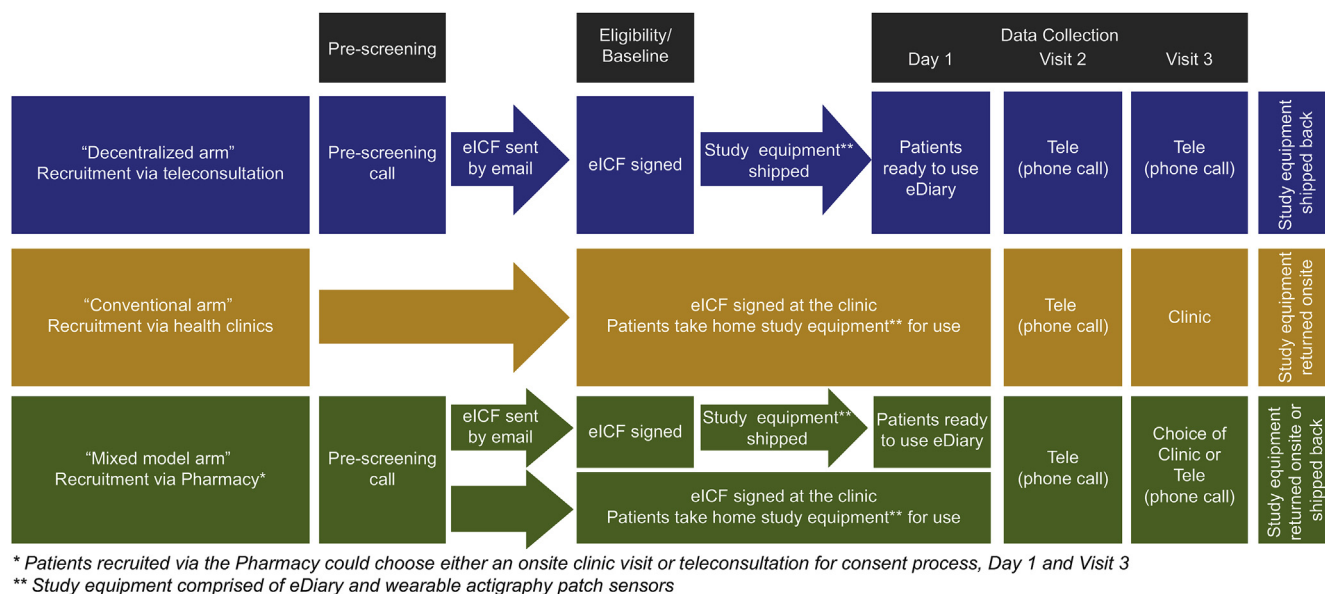 Pre-screening
Eligibility/
Baseline
Data Collection
Day 1
Visit 2
Visit 3
“Decentralized arm”
Recruitment via teleconsultation
Pre-screening
call
eICF sent
by email
eICF signed
Study equipment**
shipped
Patients
ready to use
eDiary
Tele
(phone call)
Tele
(phone call)
Study equipment
shipped back
“Conventional arm”
Recruitment via health clinics
eICF signed at the clinic
Patients take home study equipment** for use
Tele
(phone call)
Clinic
Study equipment
returned onsite
“Mixed model arm”
Recruitment via Pharmacy*
Pre-screening
call
eICF sent
by email
eICF signed
Study equipment**
shipped
Patients ready
to use eDiary
eICF signed at the clinic
Patients take home study equipment** for use
Tele
(phone call)
Choice of
Clinic or
Tele
(phone call)
Study equipment
returned onsite or
shipped back
* Patients recruited via the Pharmacy could choose either an onsite clinic visit or teleconsultation for consent process, Day 1 and Visit 3
** Study equipment comprised of eDiary and wearable actigraphy patch sensors